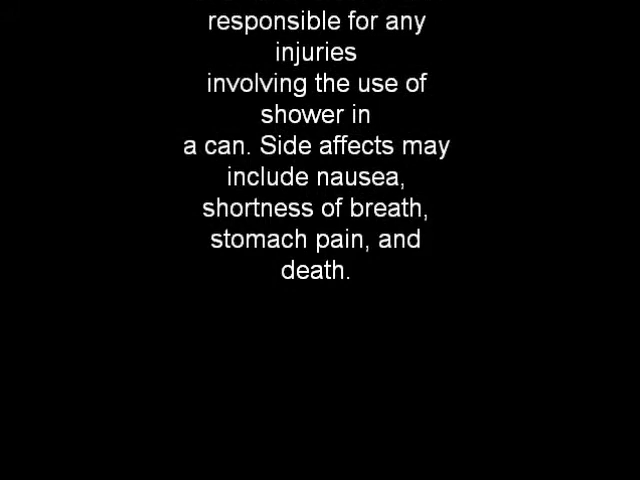 responsible for any
injuries
involving the use of
shower in
a can. Side affects may
include nausea,
shortness of breath,
stomach pain, and
death.